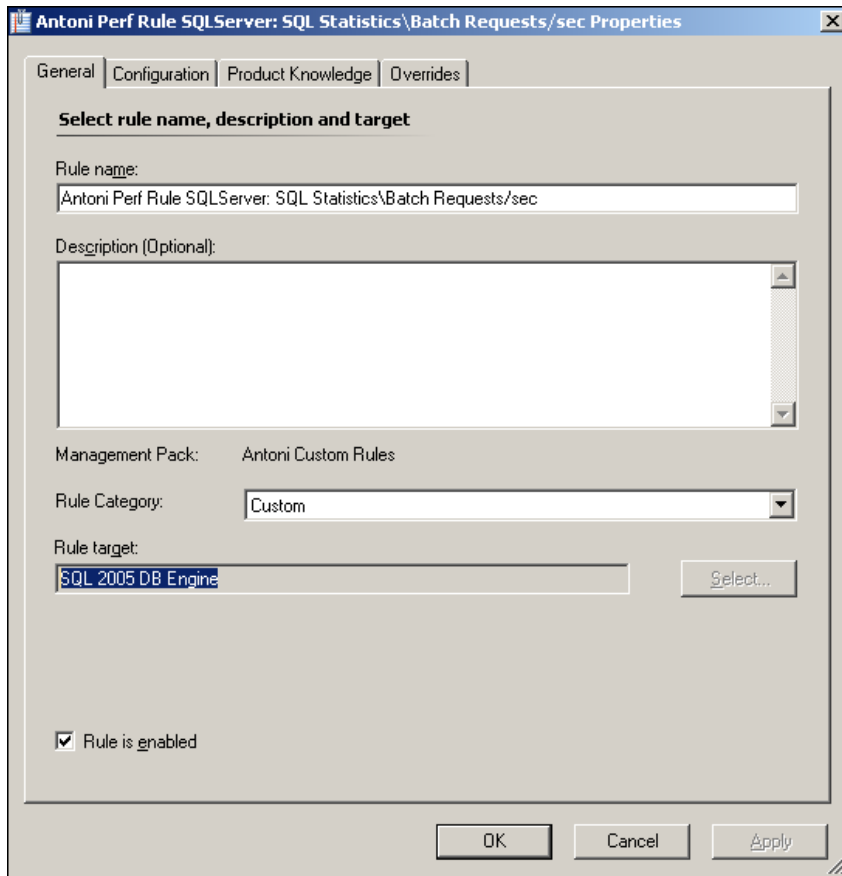 Antoni Perf Rule SQLServer: SQL Statistics\Batch Requests/sec Properties
General Configuration Product Knowledge Overrides
Select rule name, description and target
Rule name:
Antoni Perf Rule SQLServer: SQL Statistics\Batch Requests/sec
Description (Optional):
Management Pack: Antoni Custom Rules
Rule Category: Custom
Rule target:
SQL 2005 DB Engine Select...
Rule is enabled
OK Cancel Apply